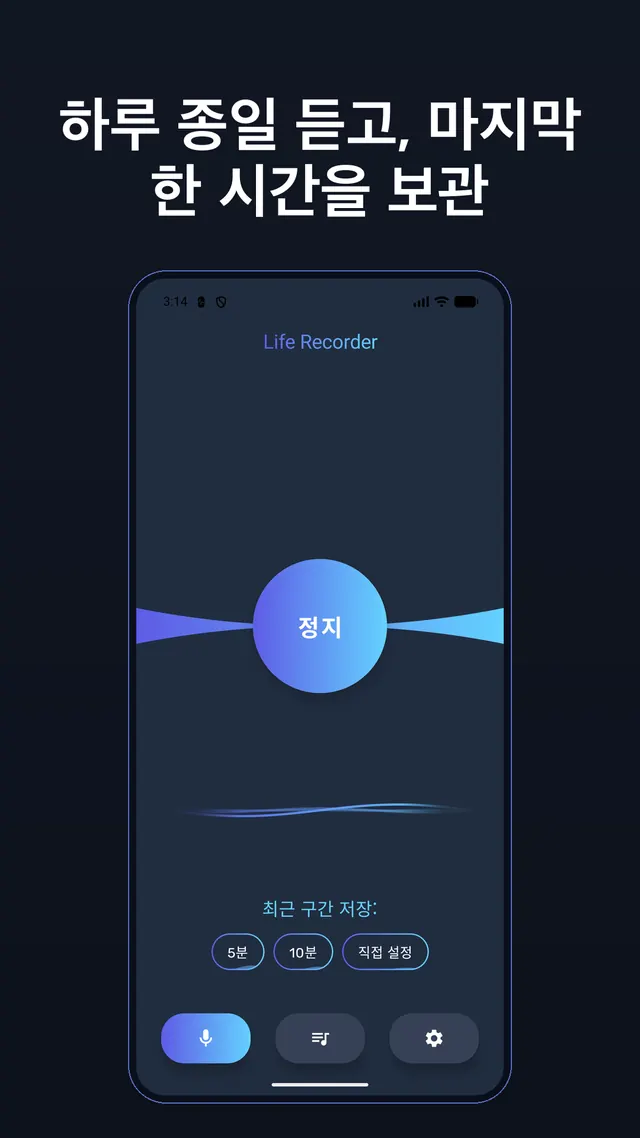 하루 종일 듣고, 마지막
한 시간을 보관
3:14
Life Recorder
정지
최근 구간 저장:
5분 10분 직접 설정